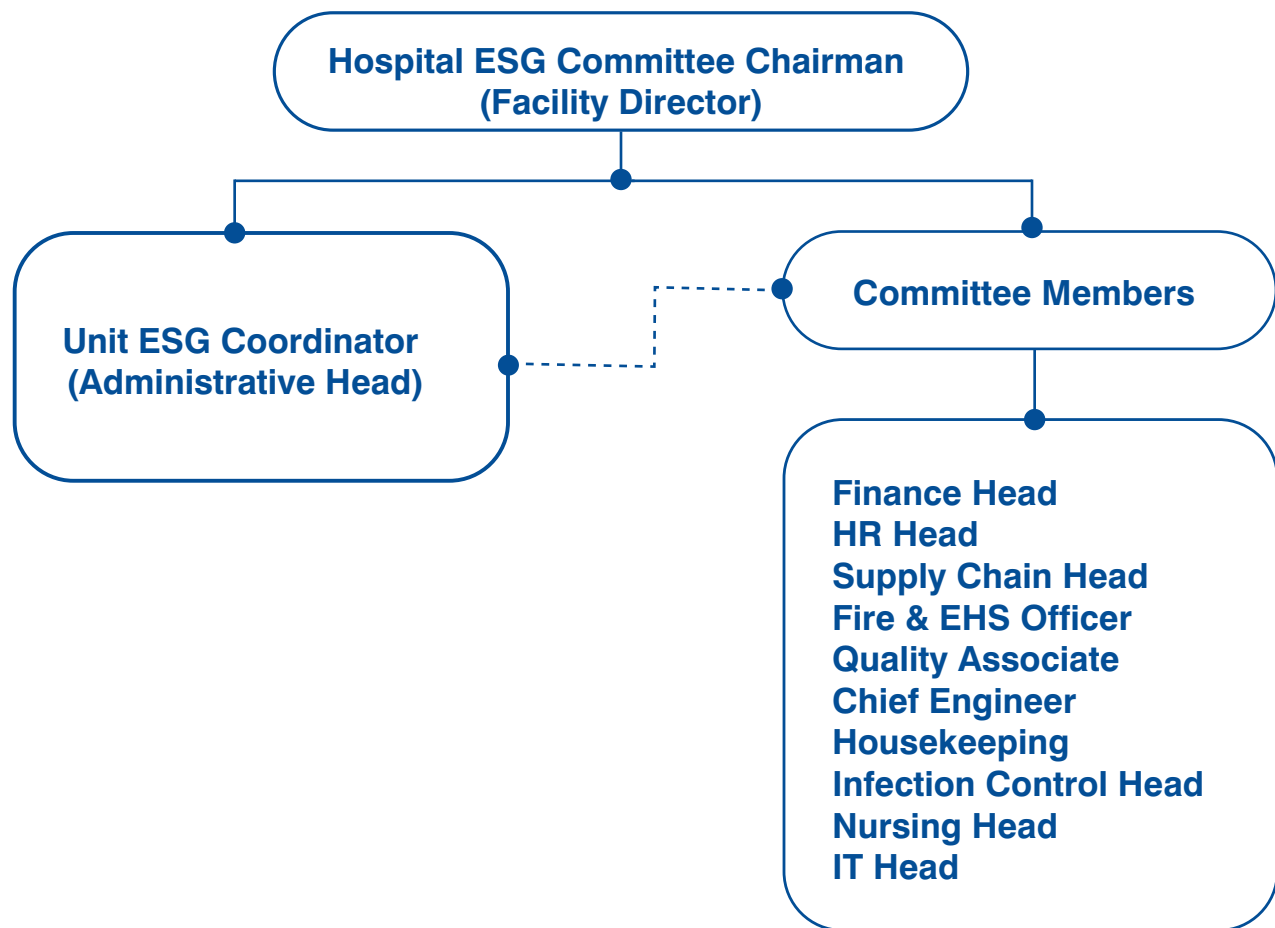 Hospital ESG Committee Chairman
(Facility Director)
Unit ESG Coordinator
(Administrative Head)
Committee Members
Finance Head
HR Head
Supply Chain Head
Fire & EHS Officer
Quality Associate
Chief Engineer
Housekeeping
Infection Control Head
Nursing Head
IT Head